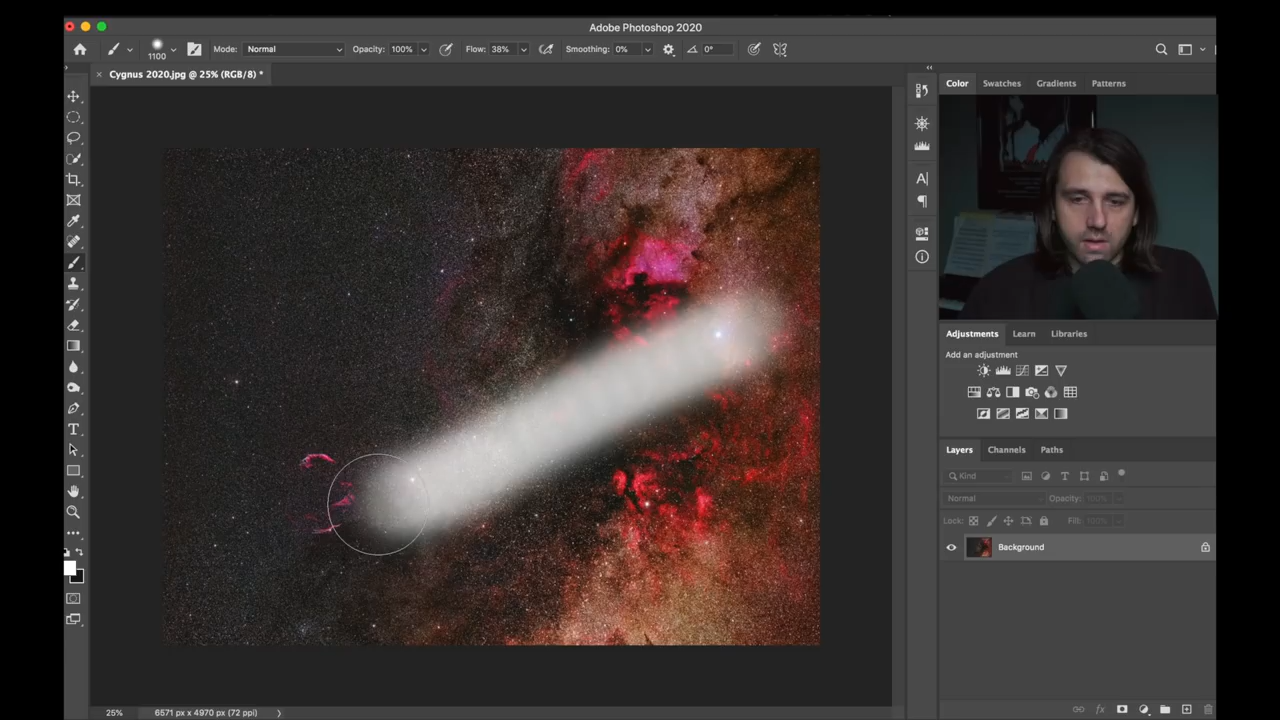 Adobe Photoshop 2020
1100 Mode: Normal Opacity: 100% Flow: 38% Smoothing: 0% 0°
× Cygnus 2020.jpg @ 25% (RGB/8) *
Color Swatches Gradients Patterns
Adjustments Learn Libraries
Add an adjustment
Layers Channels Paths
Kind
Normal Opacity: 100%
Lock: Fill: 100%
Background
25% 6571 px x 4970 px (72 ppi)